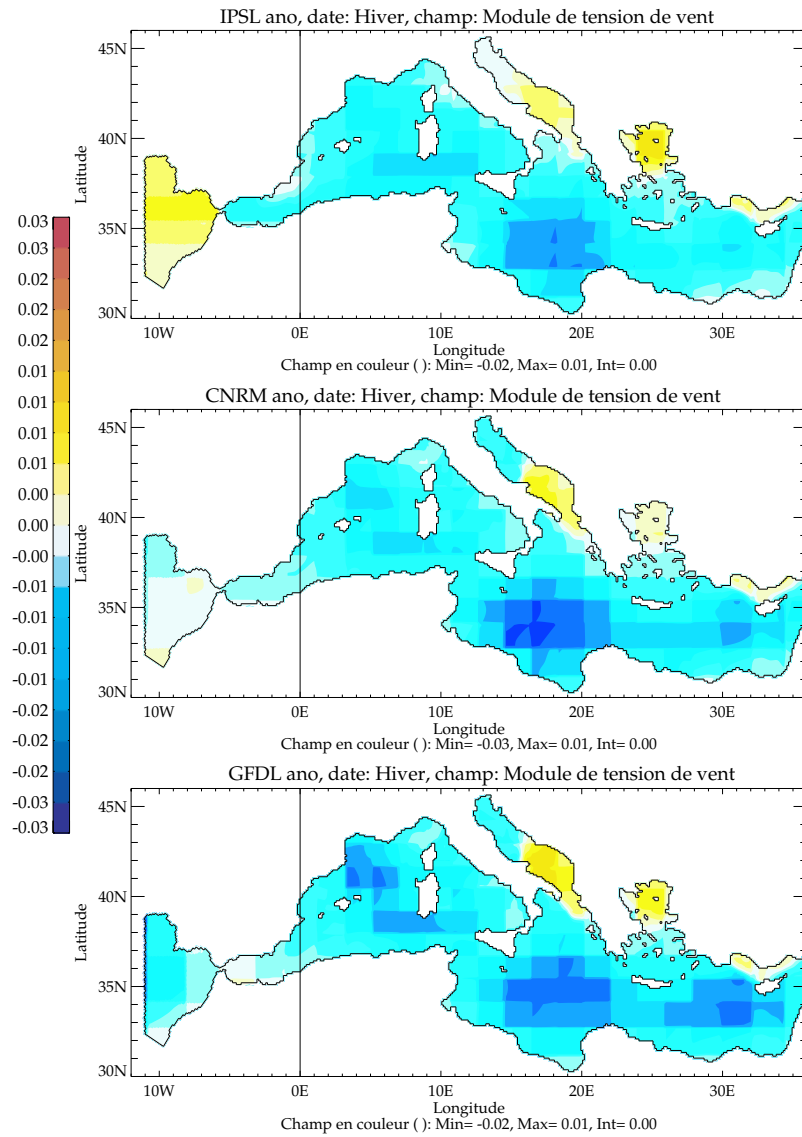 IPSL ano, date: Hiver, champ: Module de tension de vent
45N
40N
35N
30N
Latitude
10W 0E 10E 20E 30E
Longitude
Champ en couleur ( ): Min= -0.02, Max= 0.01, Int= 0.00
0.03
0.03
0.02
0.02
0.02
0.01
0.01
0.01
0.00
0.00
-0.00
-0.01
-0.01
-0.01
-0.01
-0.02
-0.02
-0.02
-0.03
-0.03
CNRM ano, date: Hiver, champ: Module de tension de vent
45N
40N
35N
30N
Latitude
10W 0E 10E 20E 30E
Longitude
Champ en couleur ( ): Min= -0.03, Max= 0.01, Int= 0.00
GFDL ano, date: Hiver, champ: Module de tension de vent
45N
40N
35N
30N
Latitude
10W 0E 10E 20E 30E
Longitude
Champ en couleur ( ): Min= -0.02, Max= 0.01, Int= 0.00